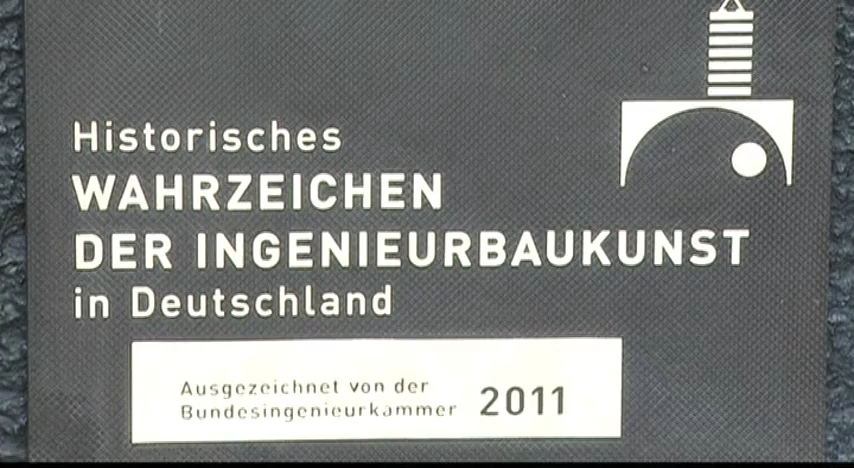 Historisches
WAHRZEICHEN
DER INGENIEURBAUKUNST
in Deutschland
Ausgezeichnet von der
Bundesingenieurkammer 2011